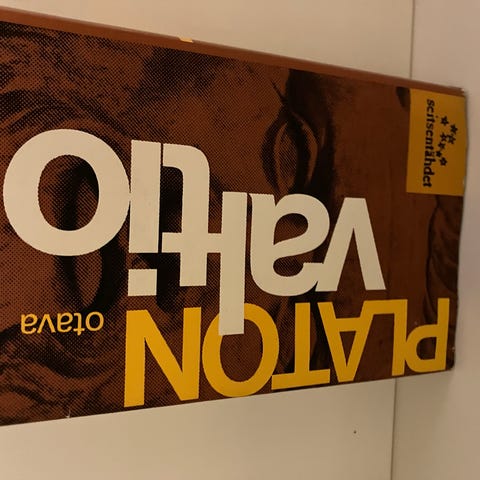 PLATON
valtio
otava
seitsentähdet